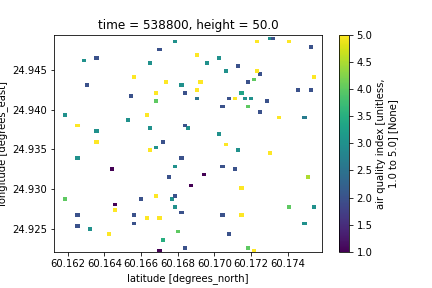 time = 538800, height = 50.0
24.945
24.940
24.935
24.930
24.925
longitude [degrees_east]
60.162 60.164 60.166 60.168 60.170 60.172 60.174
latitude [degrees_north]
5.0
4.5
4.0
3.5
3.0
2.5
2.0
1.5
1.0
air quality index [unitless,
1.0 to 5.0] [None]